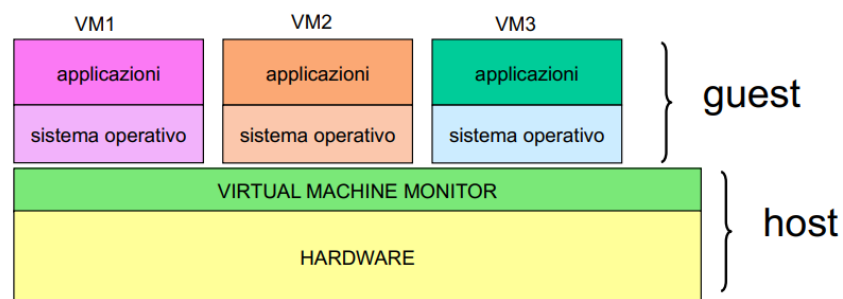 VM1
VM2
VM3
applicazioni
applicazioni
applicazioni
guest
sistema operativo
sistema operativo
sistema operativo
VIRTUAL MACHINE MONITOR
host
HARDWARE